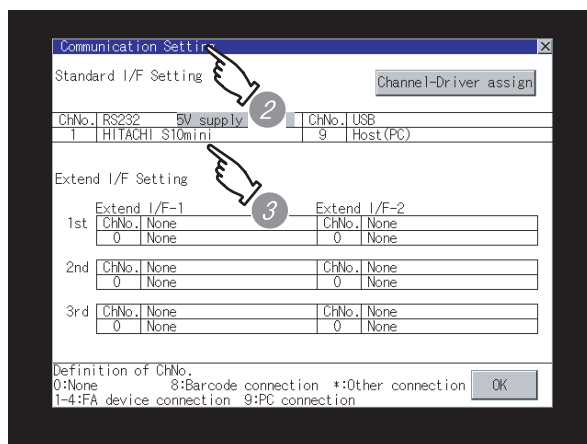 Communication Setting
×
Standard I/F Setting
Channel-Driver assign
2
ChNo. RS232 5V supply ChNo. USB
1 HITACHI S10mini 9 Host(PC)
Extend I/F Setting
3
Extend I/F-1 Extend I/F-2
1st ChNo. None ChNo. None
0 None 0 None
2nd ChNo. None ChNo. None
0 None 0 None
3rd ChNo. None ChNo. None
0 None 0 None
Definition of ChNo.
0:None 8:Barcode connection *:Other connection OK
1-4:FA device connection 9:PC connection